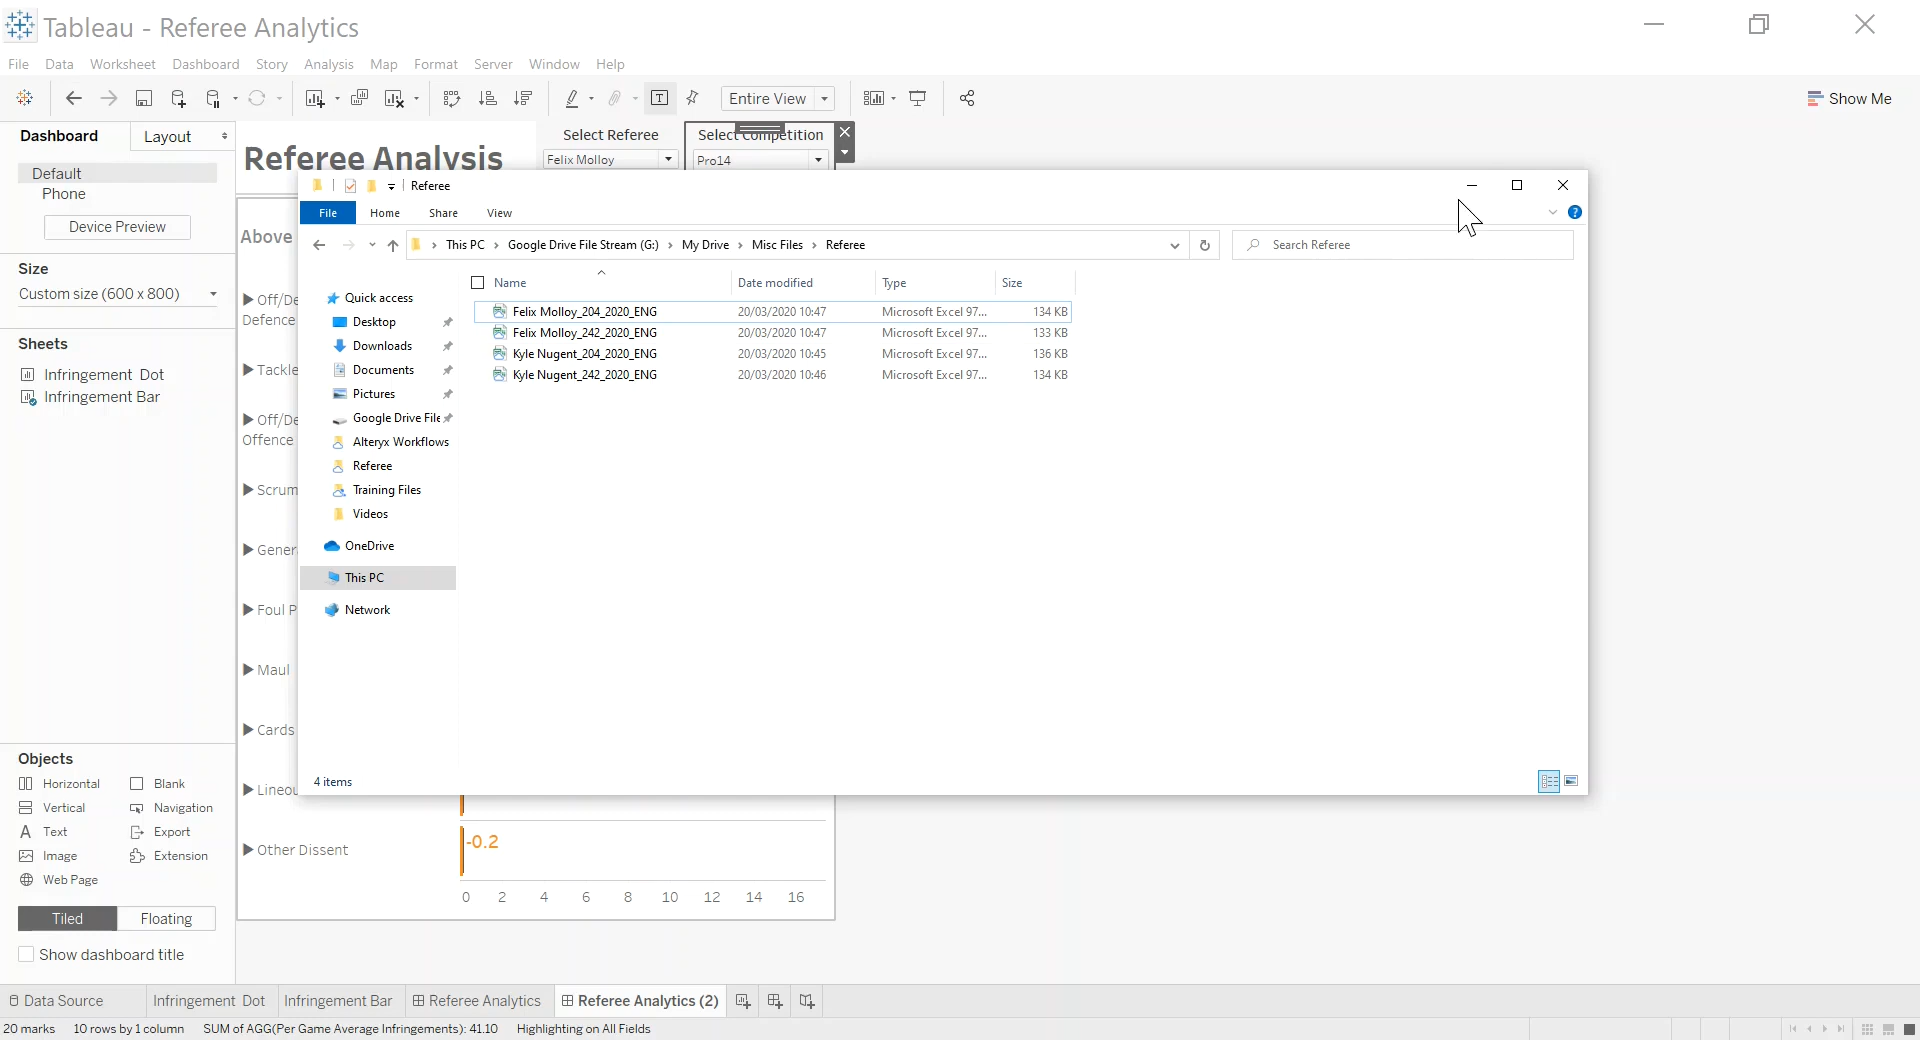 Tableau - Referee Analytics
File Data Worksheet Dashboard Story Analysis Map Format Server Window Help
Entire View
Show Me
Dashboard Layout
Default
Phone
Device Preview
Size
Custom size (600 x 800)
Sheets
Infringement Dot
Infringement Bar
Objects
Horizontal Blank
Vertical Navigation
Text Export
Image Extension
Web Page
Tiled Floating
Show dashboard title
Referee Analysis
Select Referee Select Competition
Felix Molloy Pro14
Above
Off/De
Defence
Tackle
Off/De
Offence
Scrum
Gener
Foul P
Maul
Cards
Lineou
Other Dissent
-0.2
0 2 4 6 8 10 12 14 16
Referee
File Home Share View
This PC > Google Drive File Stream (G:) > My Drive > Misc Files > Referee
Search Referee
Name Date modified Type Size
Felix Molloy_204_2020_ENG 20/03/2020 10:47 Microsoft Excel 97... 134 KB
Felix Molloy_242_2020_ENG 20/03/2020 10:47 Microsoft Excel 97... 133 KB
Kyle Nugent_204_2020_ENG 20/03/2020 10:45 Microsoft Excel 97... 136 KB
Kyle Nugent_242_2020_ENG 20/03/2020 10:46 Microsoft Excel 97... 134 KB
Quick access
Desktop
Downloads
Documents
Pictures
Google Drive File
Alteryx Workflows
Referee
Training Files
Videos
OneDrive
This PC
Network
4 items
Data Source Infringement Dot Infringement Bar Referee Analytics Referee Analytics (2)
20 marks 10 rows by 1 column SUM of AGG(Per Game Average Infringements): 41.10 Highlighting on All Fields